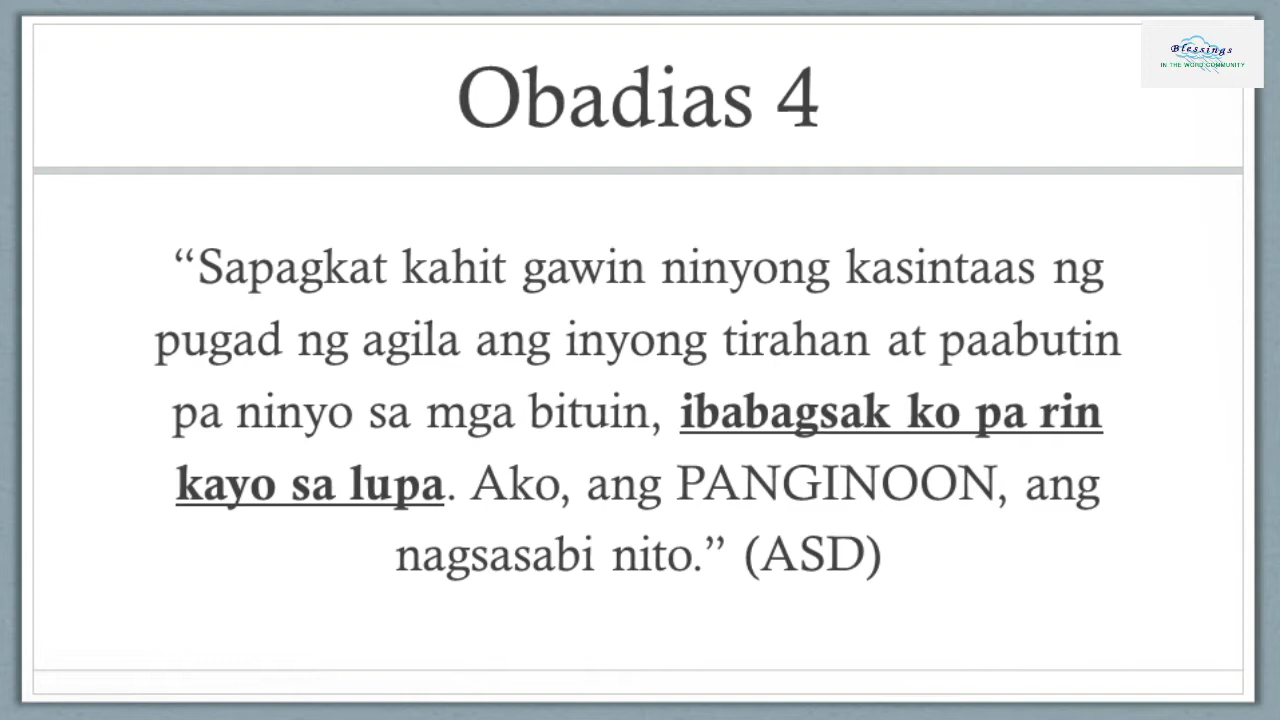 Blessings
IN THE WORD COMMUNITY
Obadias 4
“Sapagkat kahit gawin ninyong kasintaas ng
pugad ng agila ang inyong tirahan at paabutin
pa ninyo sa mga bituin, ibabagsak ko pa rin
kayo sa lupa. Ako, ang PANGINOON, ang
nagsasabi nito.” (ASD)